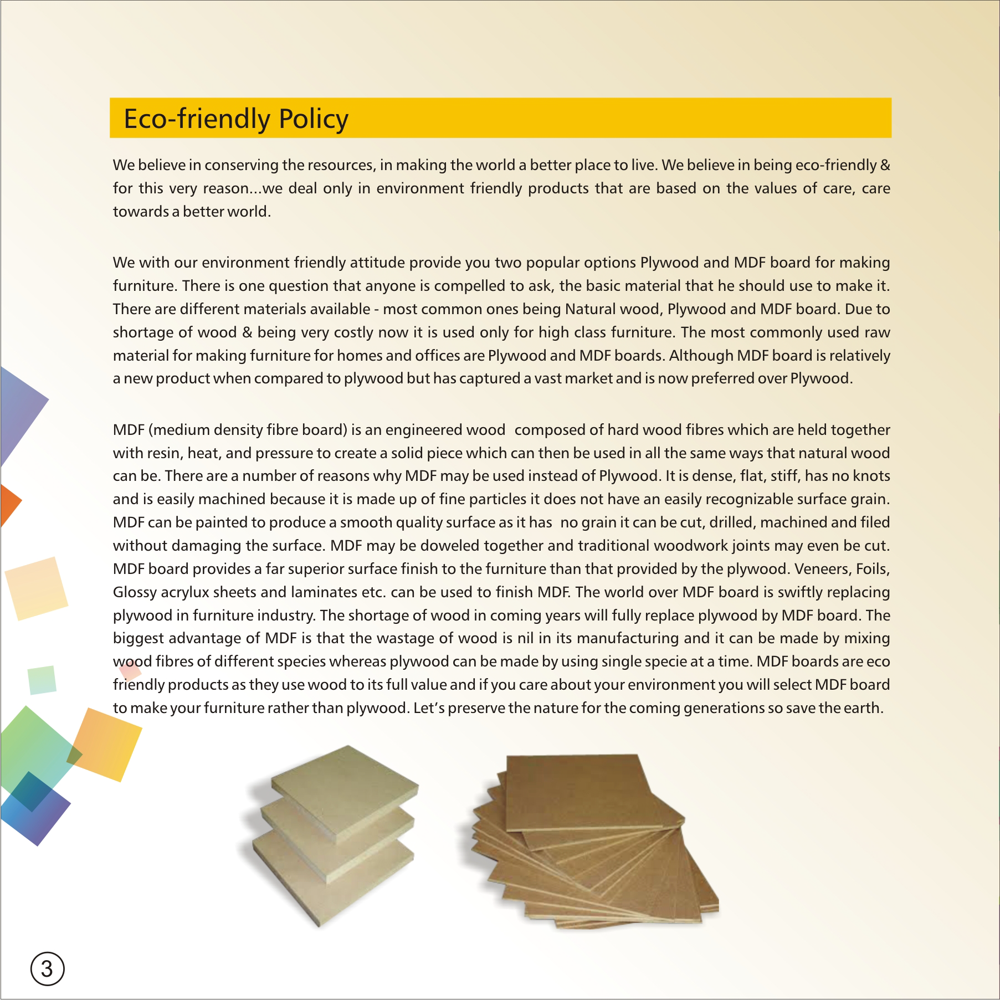 Eco-friendly Policy
We believe in conserving the resources, in making the world a better place to live. We believe in being eco-friendly &
for this very reason...we deal only in environment friendly products that are based on the values of care, care
towards a better world.
We with our environment friendly attitude provide you two popular options Plywood and MDF board for making
furniture. There is one question that anyone is compelled to ask, the basic material that he should use to make it.
There are different materials available - most common ones being Natural wood, Plywood and MDF board. Due to
shortage of wood & being very costly now it is used only for high class furniture. The most commonly used raw
material for making furniture for homes and offices are Plywood and MDF boards. Although MDF board is relatively
a new product when compared to plywood but has captured a vast market and is now preferred over Plywood.
MDF (medium density fibre board) is an engineered wood  composed of hard wood fibres which are held together
with resin, heat, and pressure to create a solid piece which can then be used in all the same ways that natural wood
can be. There are a number of reasons why MDF may be used instead of Plywood. It is dense, flat, stiff, has no knots
and is easily machined because it is made up of fine particles it does not have an easily recognizable surface grain.
MDF can be painted to produce a smooth quality surface as it has  no grain it can be cut, drilled, machined and filed
without damaging the surface. MDF may be doweled together and traditional woodwork joints may even be cut.
MDF board provides a far superior surface finish to the furniture than that provided by the plywood. Veneers, Foils,
Glossy acrylux sheets and laminates etc. can be used to finish MDF. The world over MDF board is swiftly replacing
plywood in furniture industry. The shortage of wood in coming years will fully replace plywood by MDF board. The
biggest advantage of MDF is that the wastage of wood is nil in its manufacturing and it can be made by mixing
wood fibres of different species whereas plywood can be made by using single specie at a time. MDF boards are eco
friendly products as they use wood to its full value and if you care about your environment you will select MDF board
to make your furniture rather than plywood. Let’s preserve the nature for the coming generations so save the earth.
3